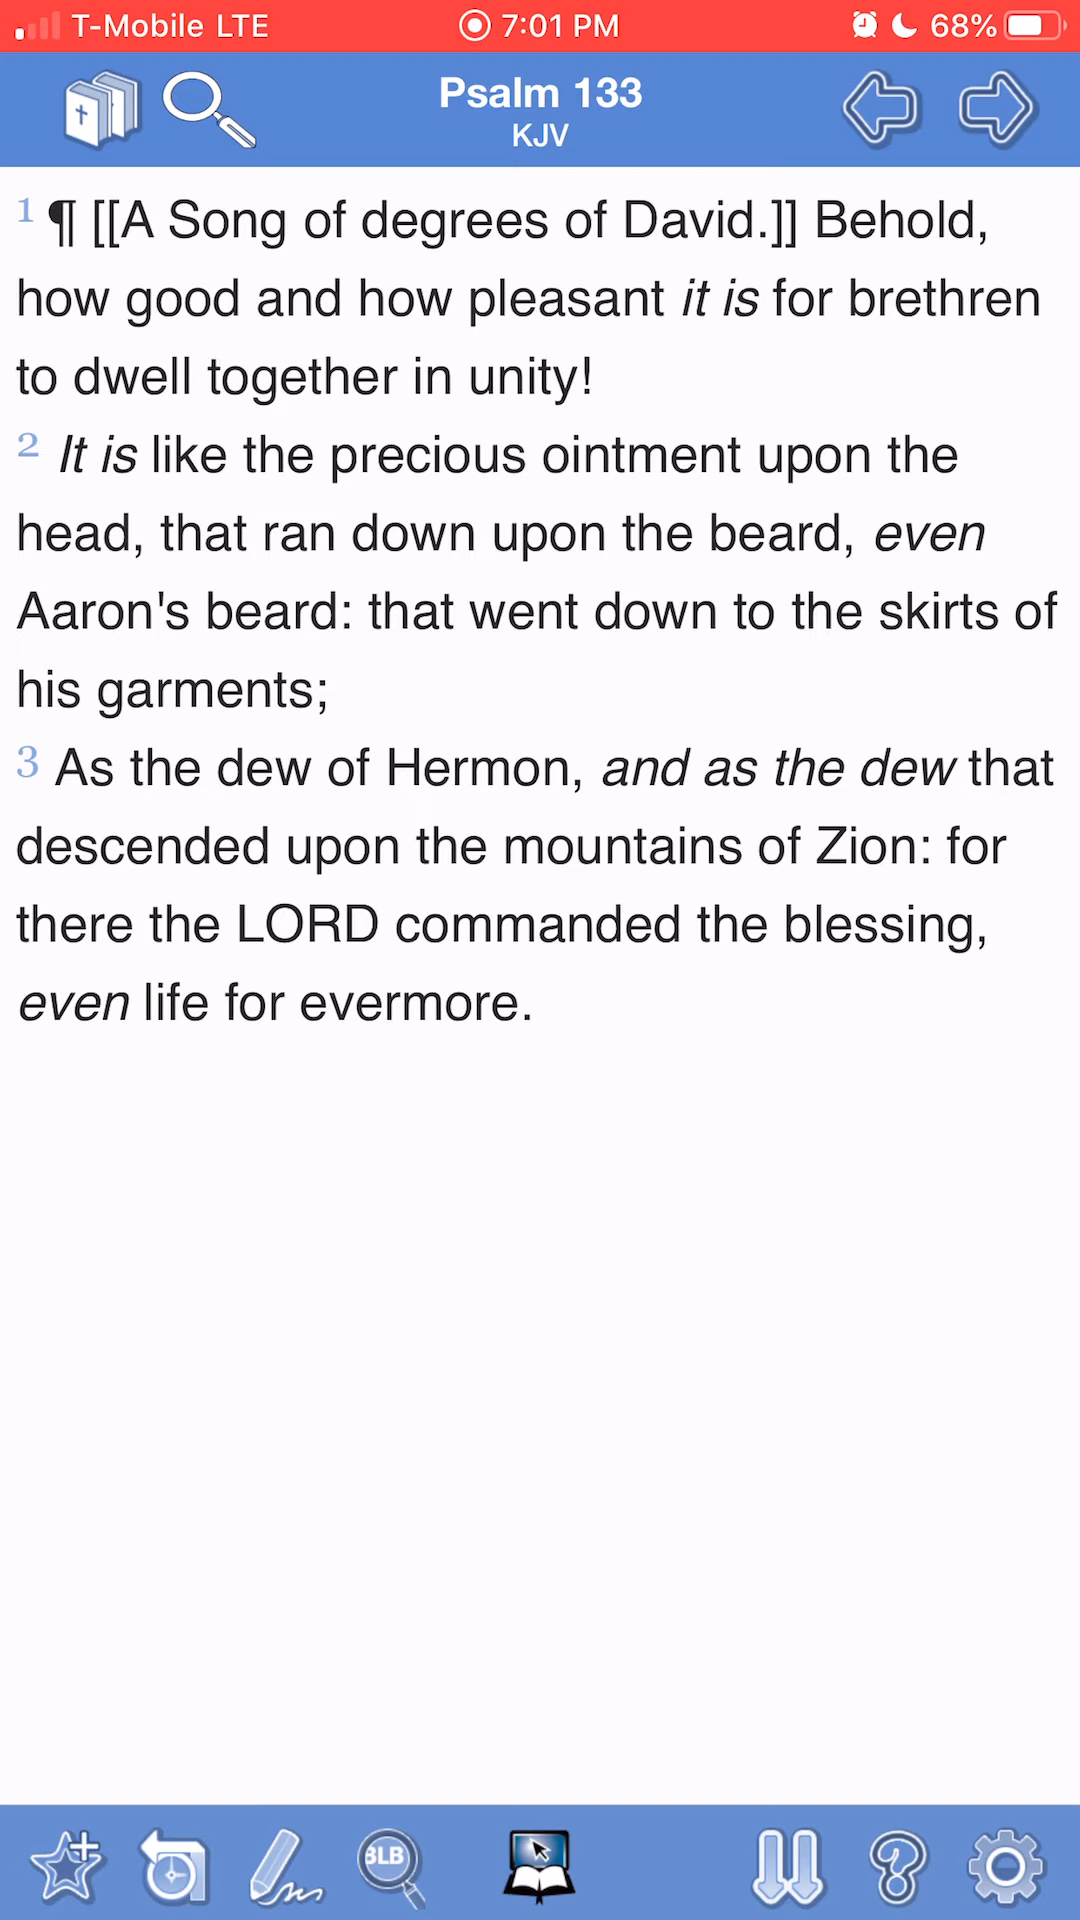 T-Mobile LTE 7:01 PM 68%
Psalm 133
KJV
1 ¶ [[A Song of degrees of David.]] Behold,
how good and how pleasant it is for brethren
to dwell together in unity!
2 It is like the precious ointment upon the
head, that ran down upon the beard, even
Aaron's beard: that went down to the skirts of
his garments;
3 As the dew of Hermon, and as the dew that
descended upon the mountains of Zion: for
there the LORD commanded the blessing,
even life for evermore.
BLB